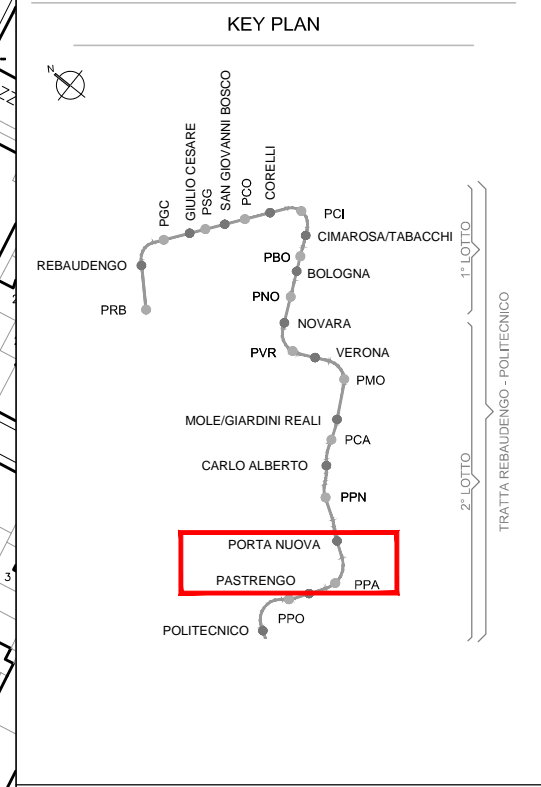 KEY PLAN
N
PGC
GIULIO CESARE
PSG
SAN GIOVANNI BOSCO
PCO
CORELLI
PCI
CIMAROSA/TABACCHI
REBAUDENGO
PBO
BOLOGNA
PRB
PNO
NOVARA
PVR
VERONA
PMO
MOLE/GIARDINI REALI
PCA
CARLO ALBERTO
PPN
PORTA NUOVA
PASTRENGO
PPA
PPO
POLITECNICO
1° LOTTO
2° LOTTO
TRATTA REBAUDENGO - POLITECNICO
3